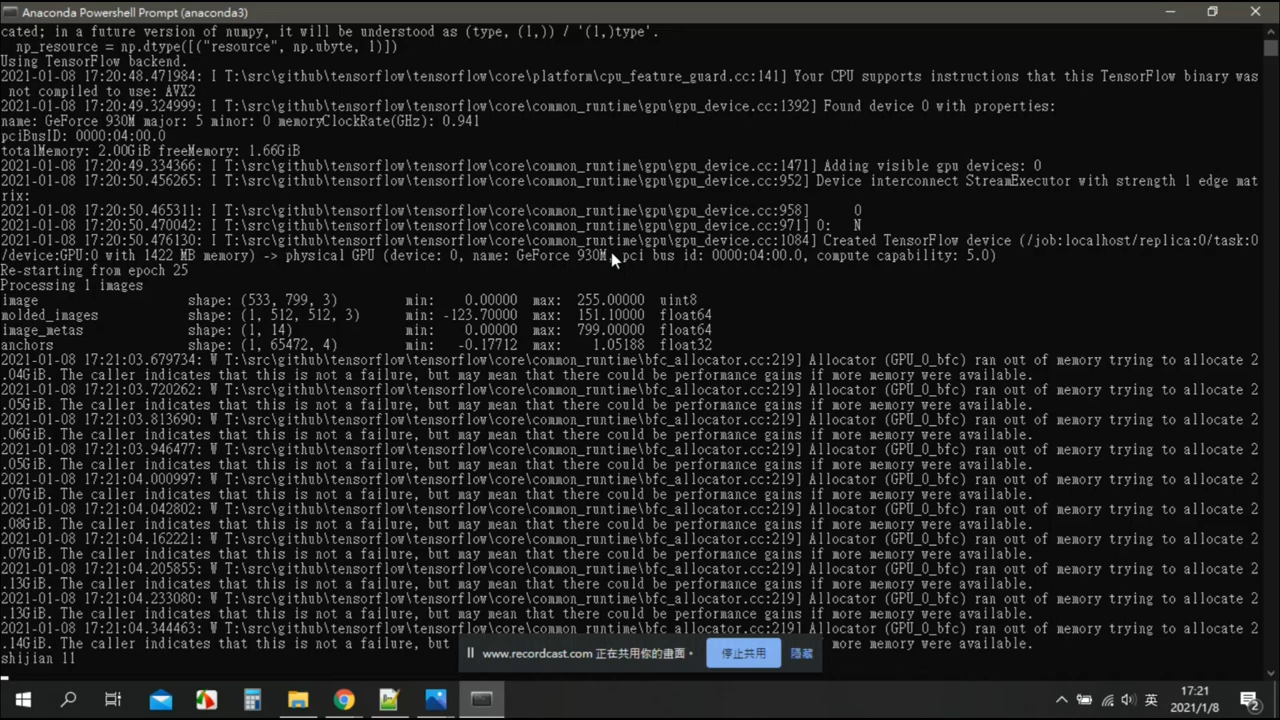 Anaconda Powershell Prompt (anaconda3)
cated; in a future version of numpy, it will be understood as (type, (1,)) / '(1,)type'.
np_resource = np.dtype([("resource", np.ubyte, 1)])
Using TensorFlow backend.
2021-01-08 17:20:48.471984: I T:\src\github\tensorflow\tensorflow\core\platform\cpu_feature_guard.cc:141] Your CPU supports instructions that this TensorFlow binary was
not compiled to use: AVX2
2021-01-08 17:20:49.324999: I T:\src\github\tensorflow\tensorflow\core\common_runtime\gpu\gpu_device.cc:1392] Found device 0 with properties:
name: GeForce 930M major: 5 minor: 0 memoryClockRate(GHz): 0.941
pciBusID: 0000:04:00.0
totalMemory: 2.00GiB freeMemory: 1.66GiB
2021-01-08 17:20:49.334366: I T:\src\github\tensorflow\tensorflow\core\common_runtime\gpu\gpu_device.cc:1471] Adding visible gpu devices: 0
2021-01-08 17:20:50.456265: I T:\src\github\tensorflow\tensorflow\core\common_runtime\gpu\gpu_device.cc:952] Device interconnect StreamExecutor with strength 1 edge mat
rix:
2021-01-08 17:20:50.465311: I T:\src\github\tensorflow\tensorflow\core\common_runtime\gpu\gpu_device.cc:958]      0
2021-01-08 17:20:50.470042: I T:\src\github\tensorflow\tensorflow\core\common_runtime\gpu\gpu_device.cc:971] 0:   N
2021-01-08 17:20:50.476130: I T:\src\github\tensorflow\tensorflow\core\common_runtime\gpu\gpu_device.cc:1084] Created TensorFlow device (/job:localhost/replica:0/task:0
/device:GPU:0 with 1422 MB memory) -> physical GPU (device: 0, name: GeForce 930M, pci bus id: 0000:04:00.0, compute capability: 5.0)
Re-starting from epoch 25
Processing 1 images
image shape: (533, 799, 3) min: 0.00000 max: 255.00000 uint8
molded_images shape: (1, 512, 512, 3) min: -123.70000 max: 151.10000 float64
image_metas shape: (1, 14) min: 0.00000 max: 799.00000 float64
anchors shape: (1, 65472, 4) min: -0.17712 max: 1.05188 float32
2021-01-08 17:21:03.679734: W T:\src\github\tensorflow\tensorflow\core\common_runtime\bfc_allocator.cc:219] Allocator (GPU_0_bfc) ran out of memory trying to allocate 2
.04GiB. The caller indicates that this is not a failure, but may mean that there could be performance gains if more memory were available.
2021-01-08 17:21:03.720262: W T:\src\github\tensorflow\tensorflow\core\common_runtime\bfc_allocator.cc:219] Allocator (GPU_0_bfc) ran out of memory trying to allocate 2
.05GiB. The caller indicates that this is not a failure, but may mean that there could be performance gains if more memory were available.
2021-01-08 17:21:03.813690: W T:\src\github\tensorflow\tensorflow\core\common_runtime\bfc_allocator.cc:219] Allocator (GPU_0_bfc) ran out of memory trying to allocate 2
.06GiB. The caller indicates that this is not a failure, but may mean that there could be performance gains if more memory were available.
2021-01-08 17:21:03.946477: W T:\src\github\tensorflow\tensorflow\core\common_runtime\bfc_allocator.cc:219] Allocator (GPU_0_bfc) ran out of memory trying to allocate 2
.05GiB. The caller indicates that this is not a failure, but may mean that there could be performance gains if more memory were available.
2021-01-08 17:21:04.000997: W T:\src\github\tensorflow\tensorflow\core\common_runtime\bfc_allocator.cc:219] Allocator (GPU_0_bfc) ran out of memory trying to allocate 2
.07GiB. The caller indicates that this is not a failure, but may mean that there could be performance gains if more memory were available.
2021-01-08 17:21:04.042802: W T:\src\github\tensorflow\tensorflow\core\common_runtime\bfc_allocator.cc:219] Allocator (GPU_0_bfc) ran out of memory trying to allocate 2
.08GiB. The caller indicates that this is not a failure, but may mean that there could be performance gains if more memory were available.
2021-01-08 17:21:04.162221: W T:\src\github\tensorflow\tensorflow\core\common_runtime\bfc_allocator.cc:219] Allocator (GPU_0_bfc) ran out of memory trying to allocate 2
.07GiB. The caller indicates that this is not a failure, but may mean that there could be performance gains if more memory were available.
2021-01-08 17:21:04.205855: W T:\src\github\tensorflow\tensorflow\core\common_runtime\bfc_allocator.cc:219] Allocator (GPU_0_bfc) ran out of memory trying to allocate 2
.13GiB. The caller indicates that this is not a failure, but may mean that there could be performance gains if more memory were available.
2021-01-08 17:21:04.233080: W T:\src\github\tensorflow\tensorflow\core\common_runtime\bfc_allocator.cc:219] Allocator (GPU_0_bfc) ran out of memory trying to allocate 2
.13GiB. The caller indicates that this is not a failure, but may mean that there could be performance gains if more memory were available.
2021-01-08 17:21:04.344463: W T:\src\github\tensorflow\tensorflow\core\common_runtime\bfc_allocator.cc:219] Allocator (GPU_0_bfc) ran out of memory trying to allocate 2
.14GiB. The caller indicates that this is not a failure, but more memory were available.
shijian 11
www.recordcast.com 正在共用你的畫面。 停止共用 隱藏
英
17:21
2021/1/8
2